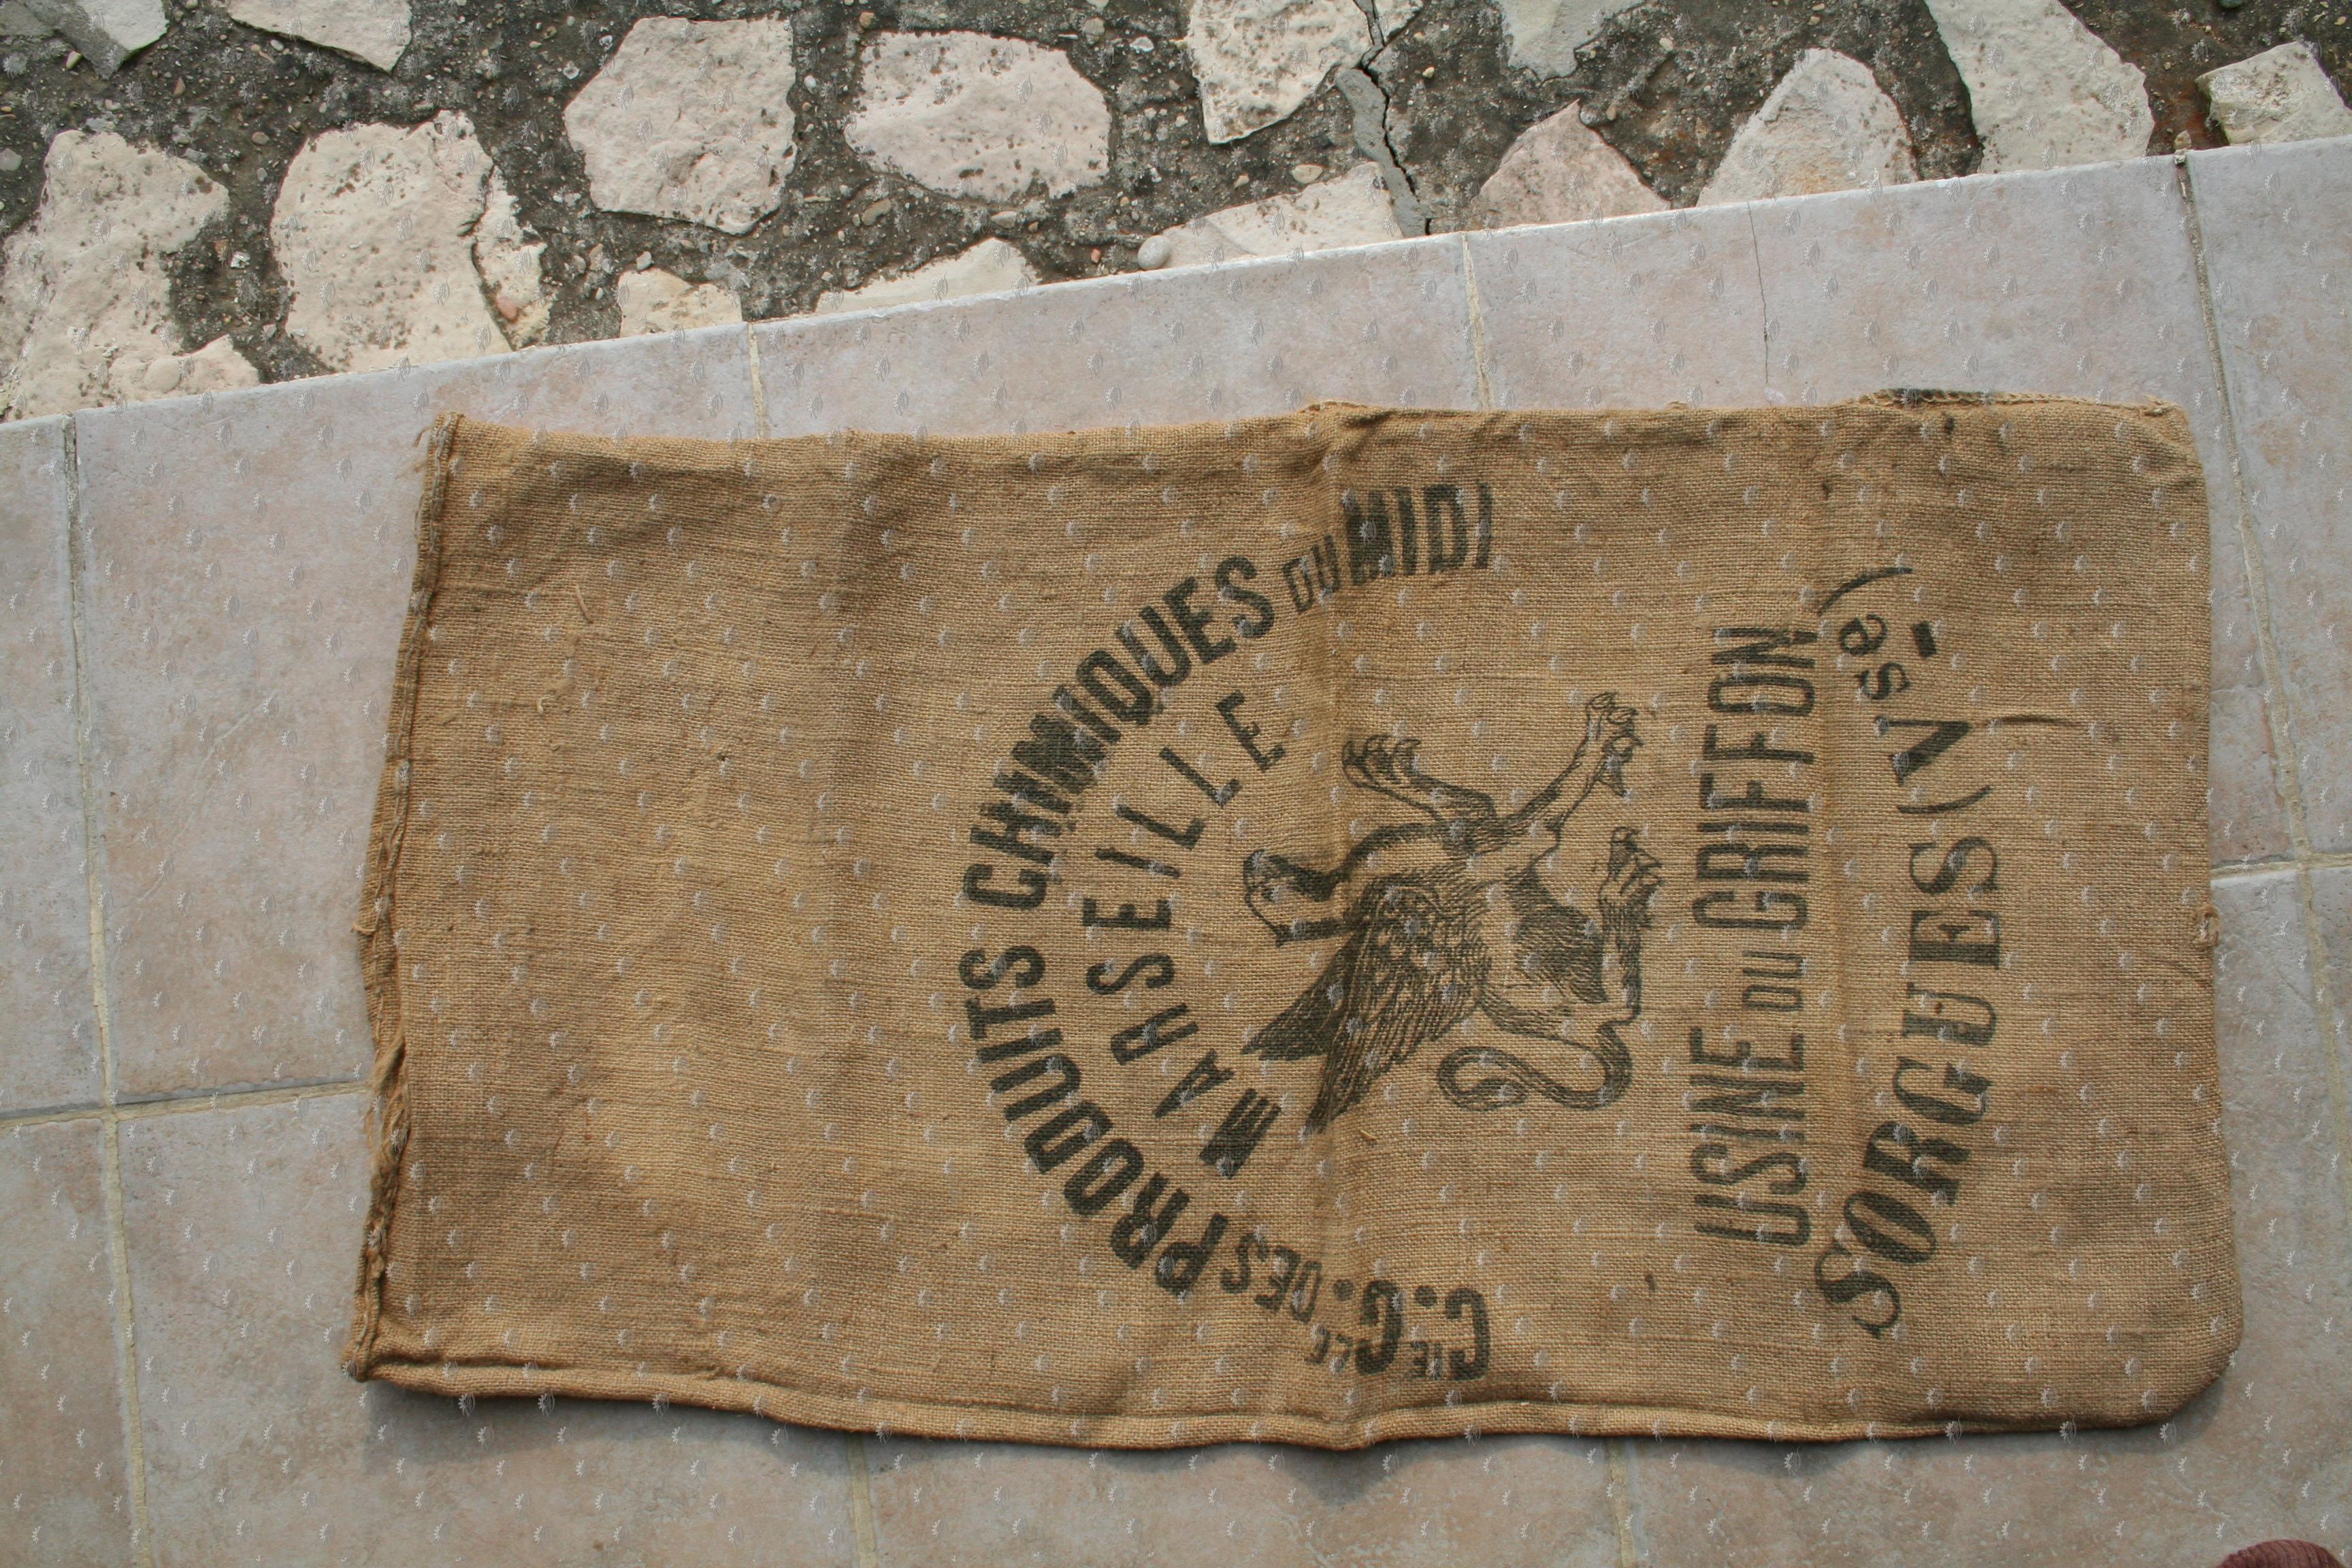 CIE GLE DES PRODUITS CHIMIQUES DU MIDI
MARSEILLE
USINE DU GRIFFON
SORGUES (Vse)